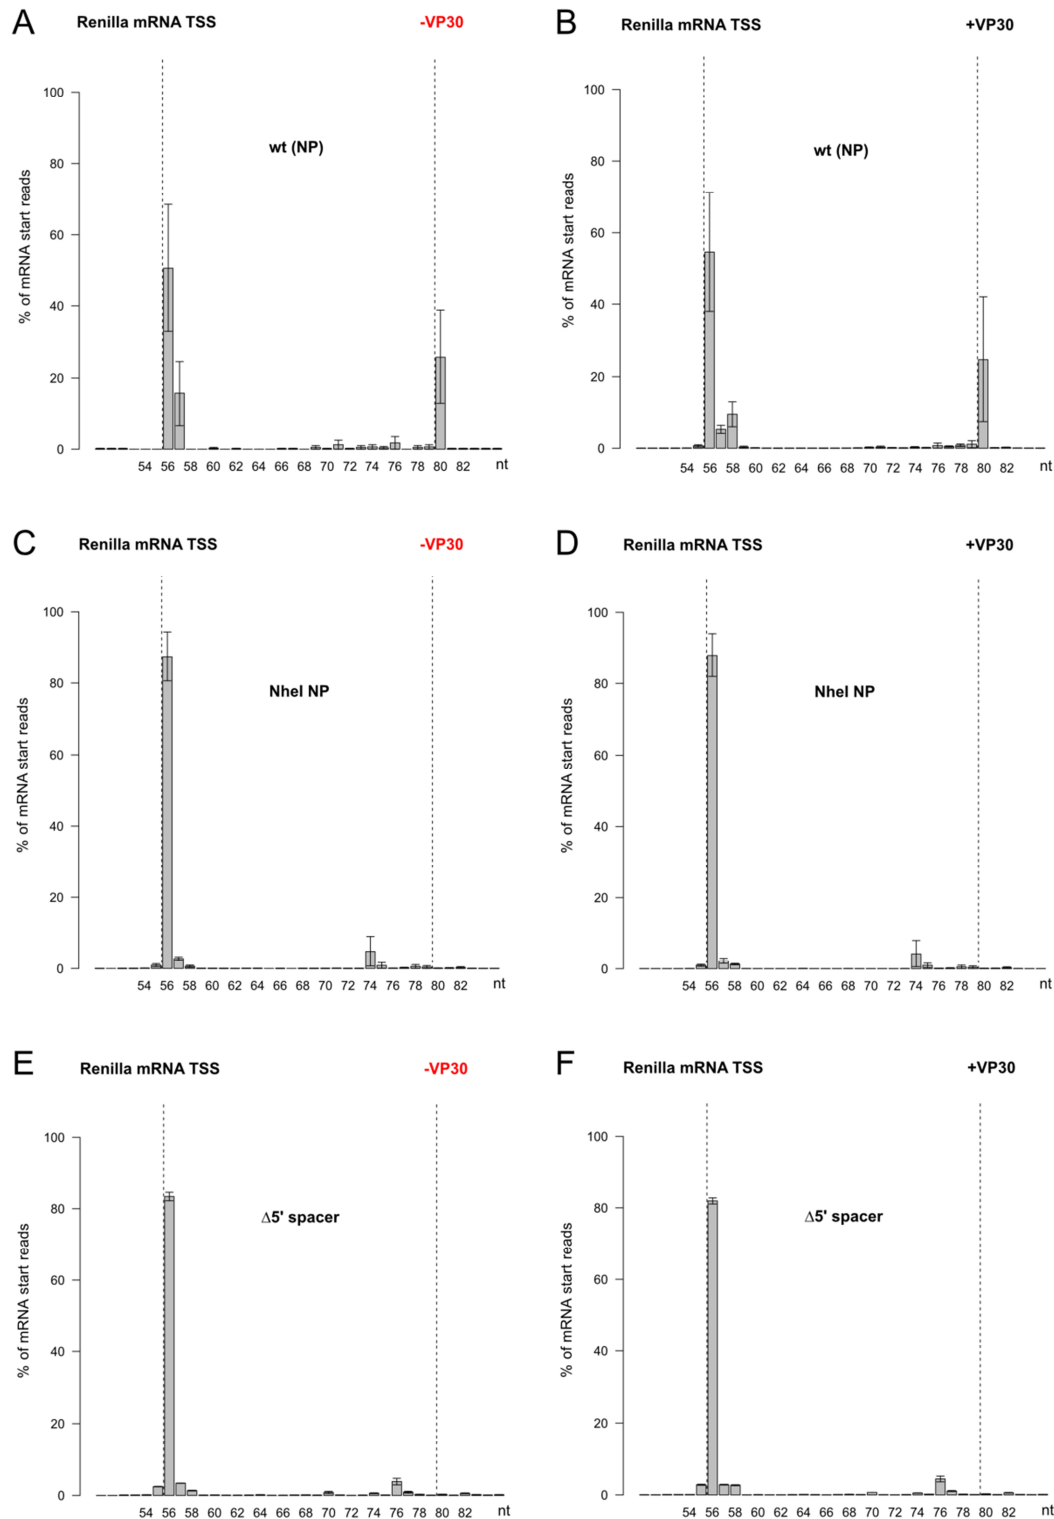 A
Renilla mRNA TSS
-VP30
wt (NP)
% of mRNA start reads
100
80
60
40
20
0
54 56 58 60 62 64 66 68 70 72 74 76 78 80 82 nt
B
Renilla mRNA TSS
+VP30
wt (NP)
% of mRNA start reads
100
80
60
40
20
0
54 56 58 60 62 64 66 68 70 72 74 76 78 80 82 nt
C
Renilla mRNA TSS
-VP30
NheI NP
% of mRNA start reads
100
80
60
40
20
0
54 56 58 60 62 64 66 68 70 72 74 76 78 80 82 nt
D
Renilla mRNA TSS
+VP30
NheI NP
% of mRNA start reads
100
80
60
40
20
0
54 56 58 60 62 64 66 68 70 72 74 76 78 80 82 nt
E
Renilla mRNA TSS
-VP30
Δ5' spacer
% of mRNA start reads
100
80
60
40
20
0
54 56 58 60 62 64 66 68 70 72 74 76 78 80 82 nt
F
Renilla mRNA TSS
+VP30
Δ5' spacer
% of mRNA start reads
100
80
60
40
20
0
54 56 58 60 62 64 66 68 70 72 74 76 78 80 82 nt